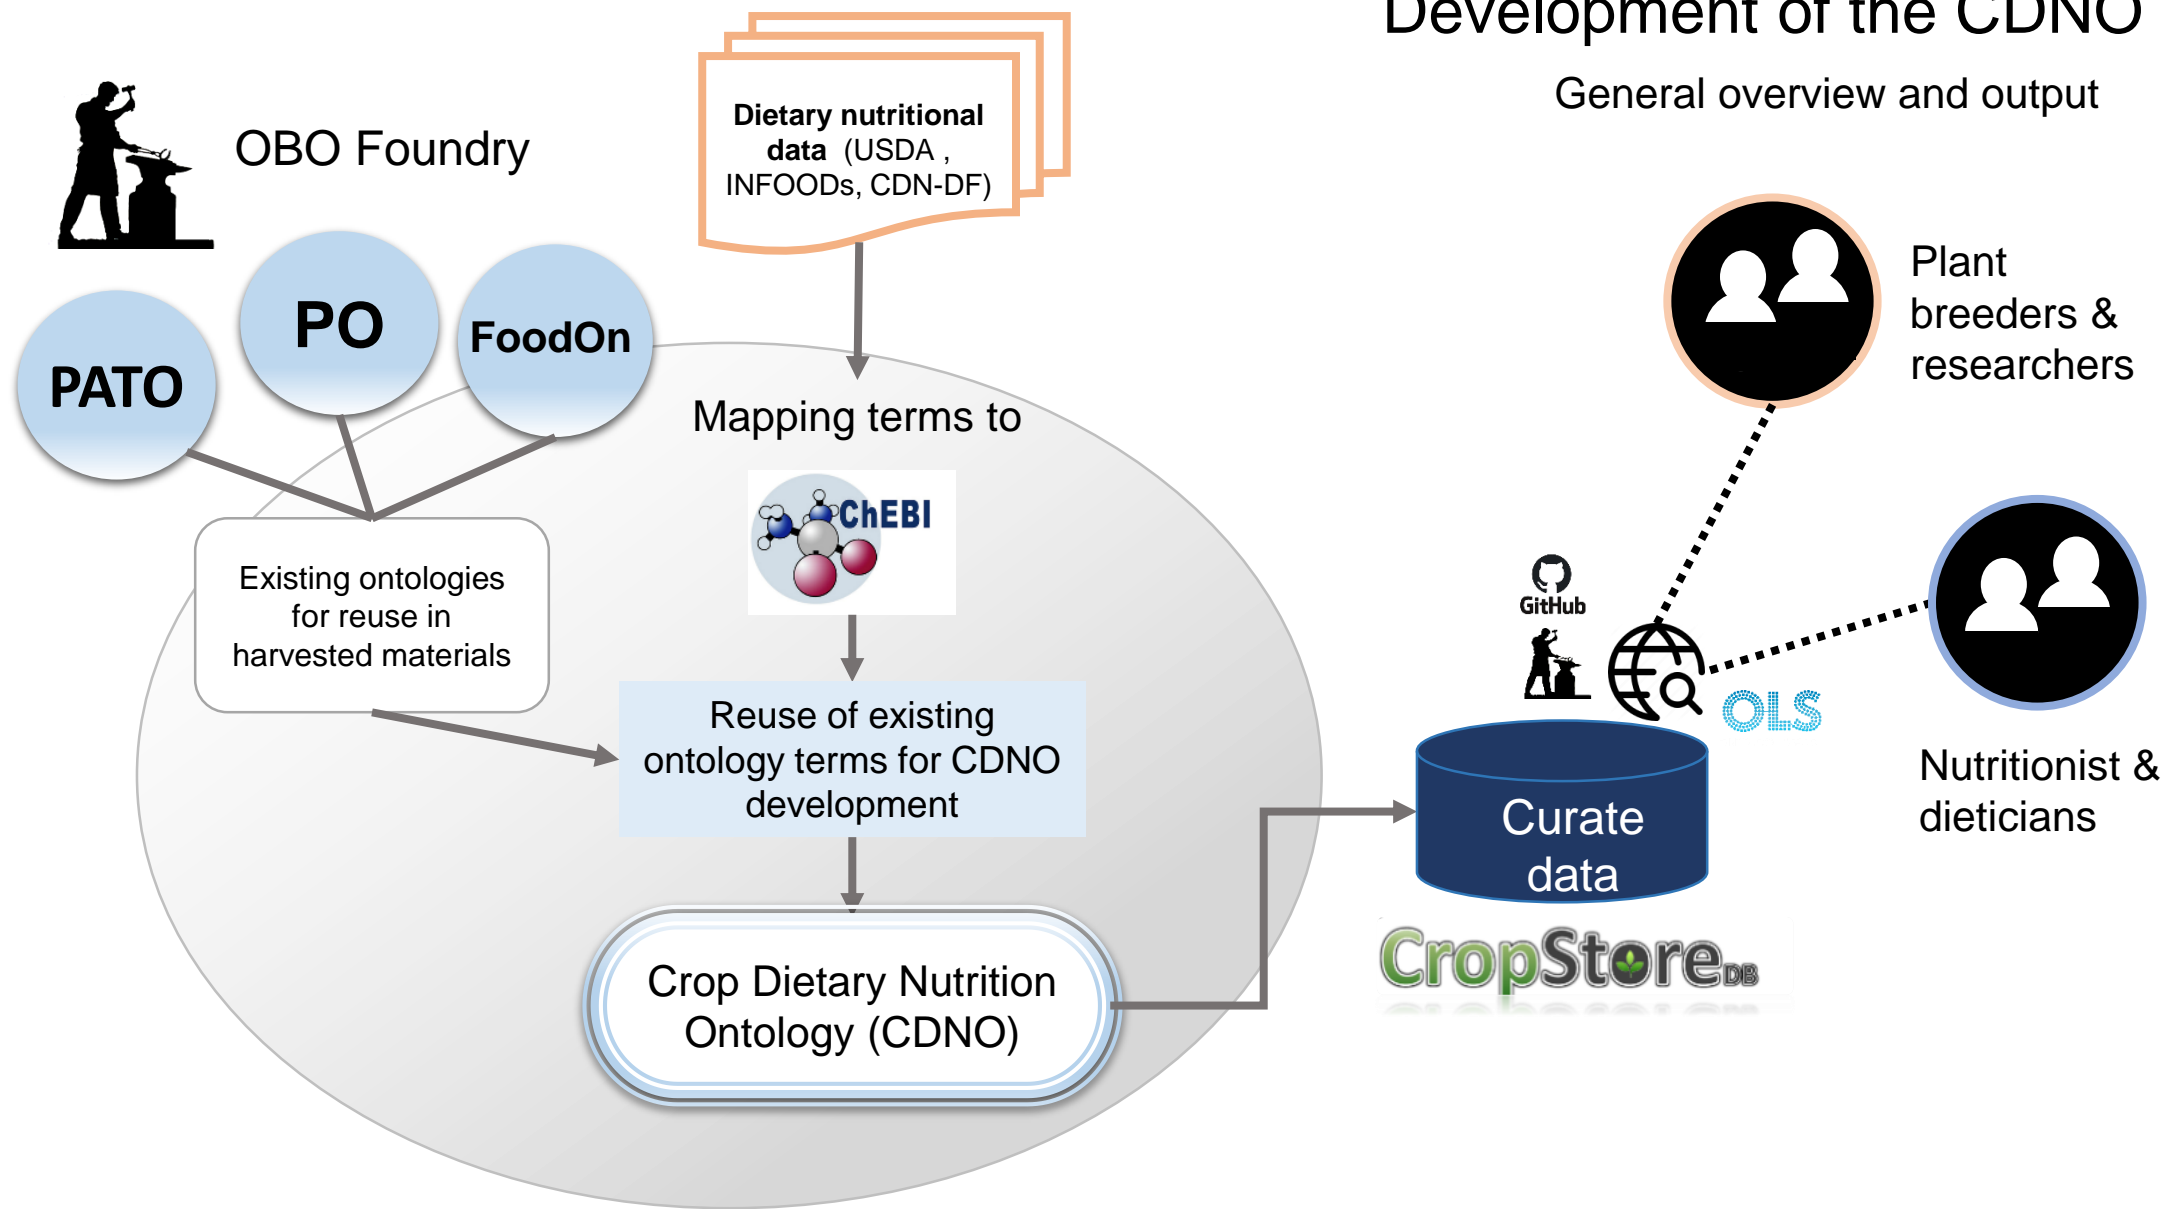 Development of the CDNO
General overview and output
OBO Foundry
Dietary nutritional
data (USDA ,
INFOODs, CDN-DF)
PATO
PO
FoodOn
Mapping terms to
ChEBI
Existing ontologies
for reuse in
harvested materials
Reuse of existing
ontology terms for CDNO
development
Crop Dietary Nutrition
Ontology (CDNO)
Plant
breeders &
researchers
GitHub
OLS
Nutritionist &
dieticians
Curate
data
CropStoreDB